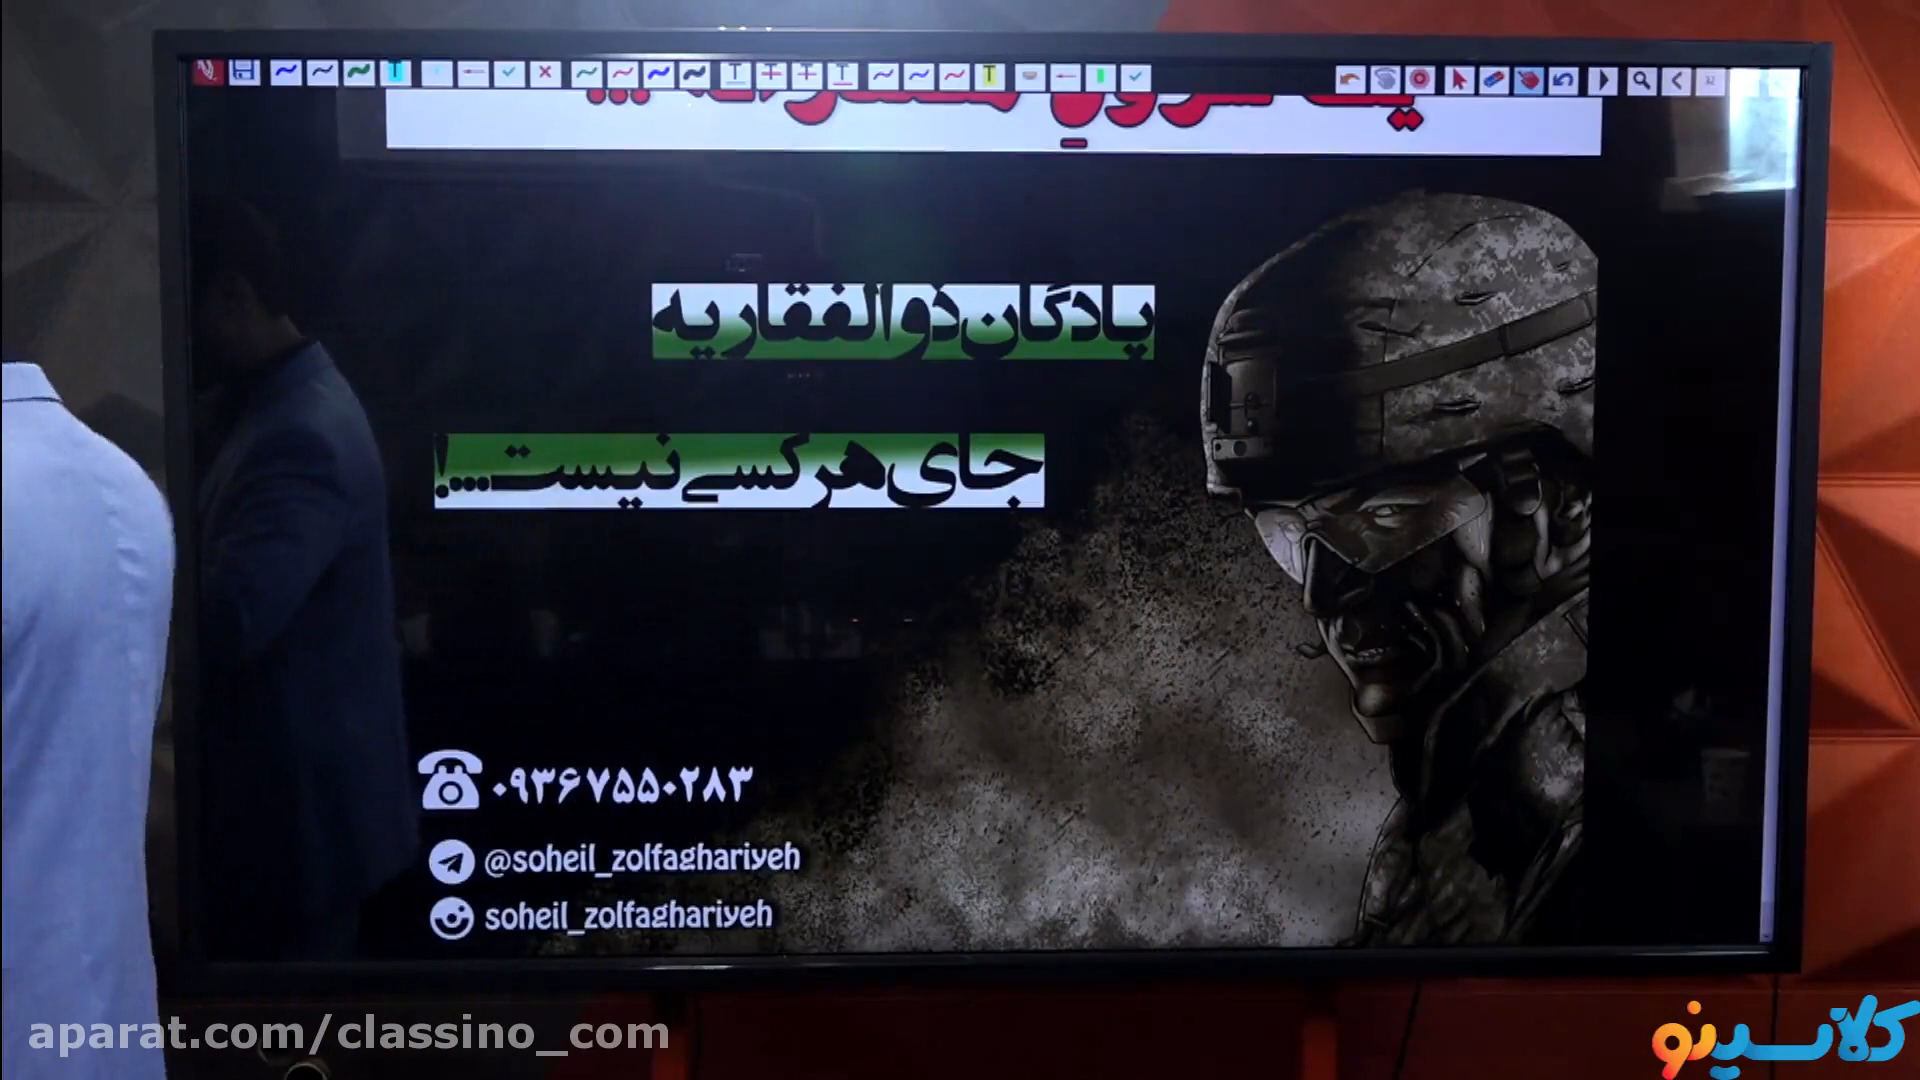 پادگان ذوالفقاریه
جای هر کسی نیست...!
۰۹۳۶۷۵۵۰۲۸۳
@soheil_zolfaghariyeh
soheil_zolfaghariyeh
aparat.com/classino_com
کلاسینو